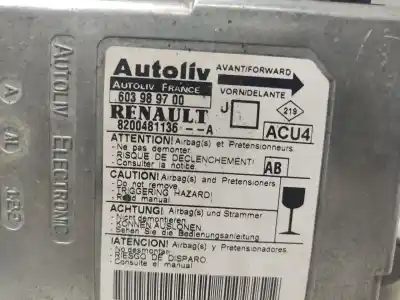 Autoliv
AUTOLIV FRANCE
603 98 97 00
RENAULT
8200481136--A
AVANT/FORWARD
VORN/DELANTE
J
218
ACU4
ATTENTION! Airbag(s) et Pretensionneurs
- Ne pas demonter.
- RISQUE DE DECLENCHEMENT!
- Consulter la notice
AB
CAUTION! Airbag(s) and Pretensioners
- Do not remove
- TRIGGERING HAZARD!
- Read manual
ACHTUNG! Airbag(s) und Strammer
- Nicht demontieren
- KONNEN AUSLOSEN
- Sehen Sie die Bedienungsanleitung
!ATENCION! Airbag(s) y Pretensionadores.
- No desmontar
- RIESGO DE DISPARO
- Consulte el manual
AUTOLIV ELECTRONIC
A
AL